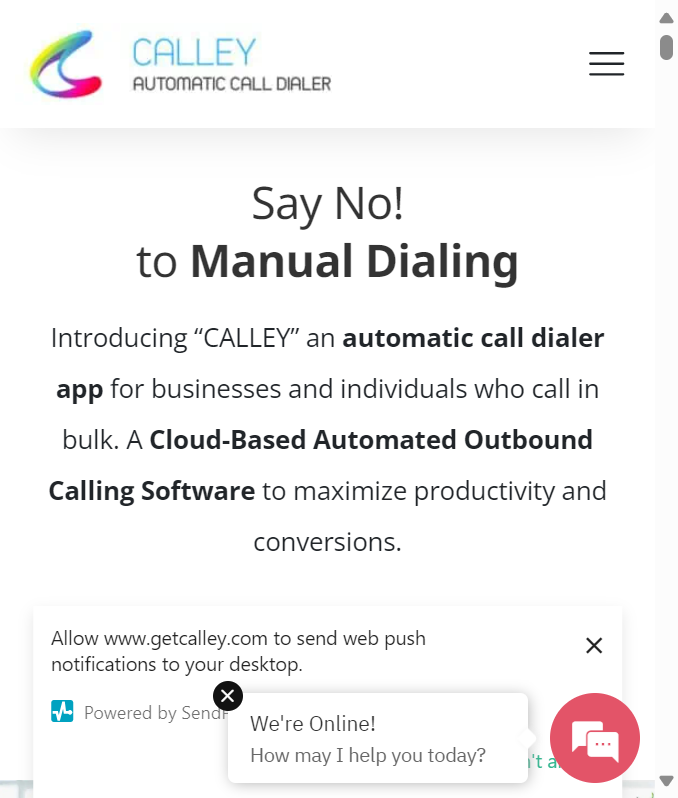 CALLEY
AUTOMATIC CALL DIALER
Say No!
to Manual Dialing
Introducing “CALLEY” an automatic call dialer
app for businesses and individuals who call in
bulk. A Cloud-Based Automated Outbound
Calling Software to maximize productivity and
conversions.
Allow www.getcalley.com to send web push
notifications to your desktop.
Powered by
We're Online!
How may I help you today?